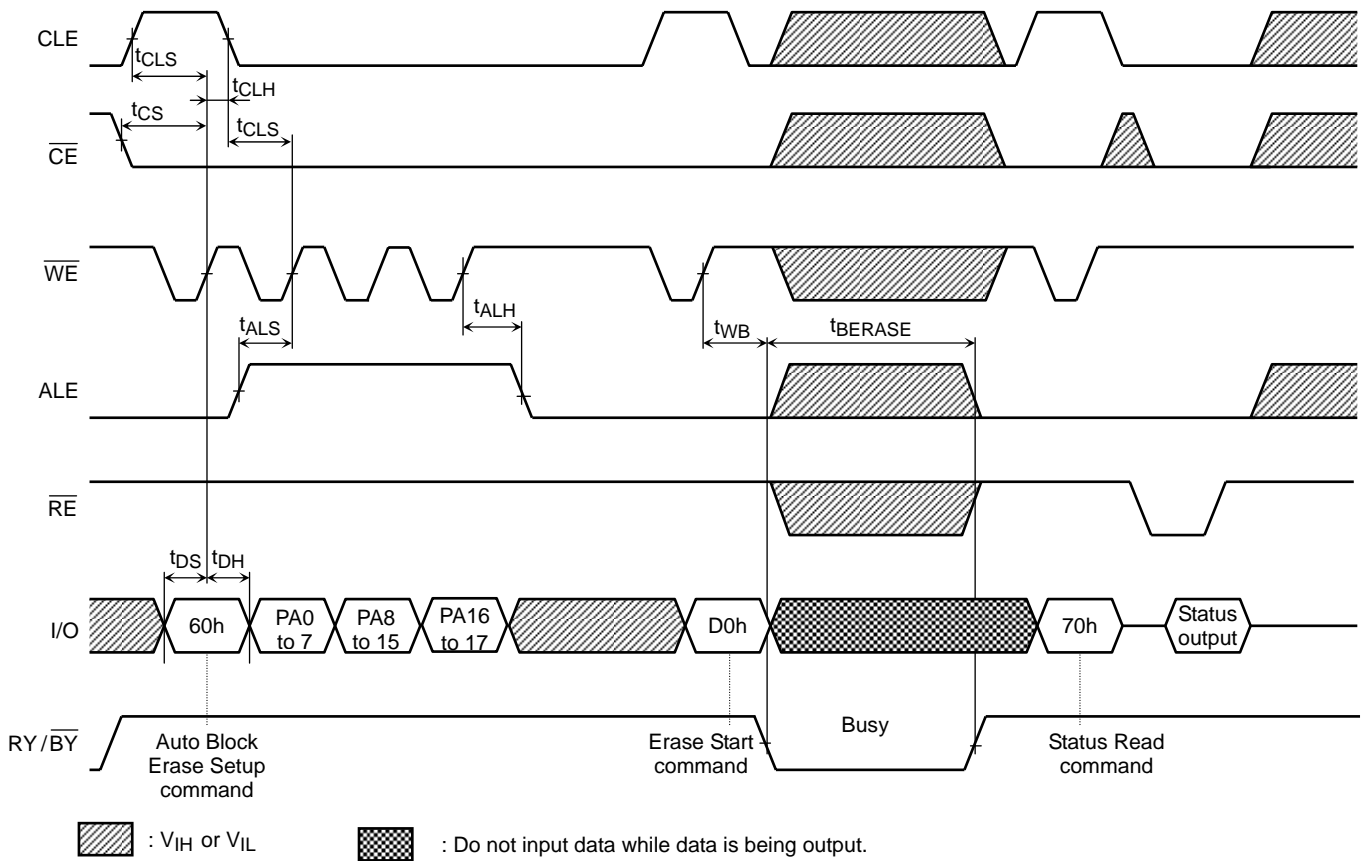 CLE
tCLS
tCLH
tCS
tCLS
CE
WE
tALS
tALH
tWB
tBERASE
ALE
RE
tDS
tDH
I/O
60h
PA0
to 7
PA8
to 15
PA16
to 17
D0h
70h
Status
output
RY/BY
Auto Block
Erase Setup
command
Erase Start
command
Busy
Status Read
command
: VIH or VIL
: Do not input data while data is being output.